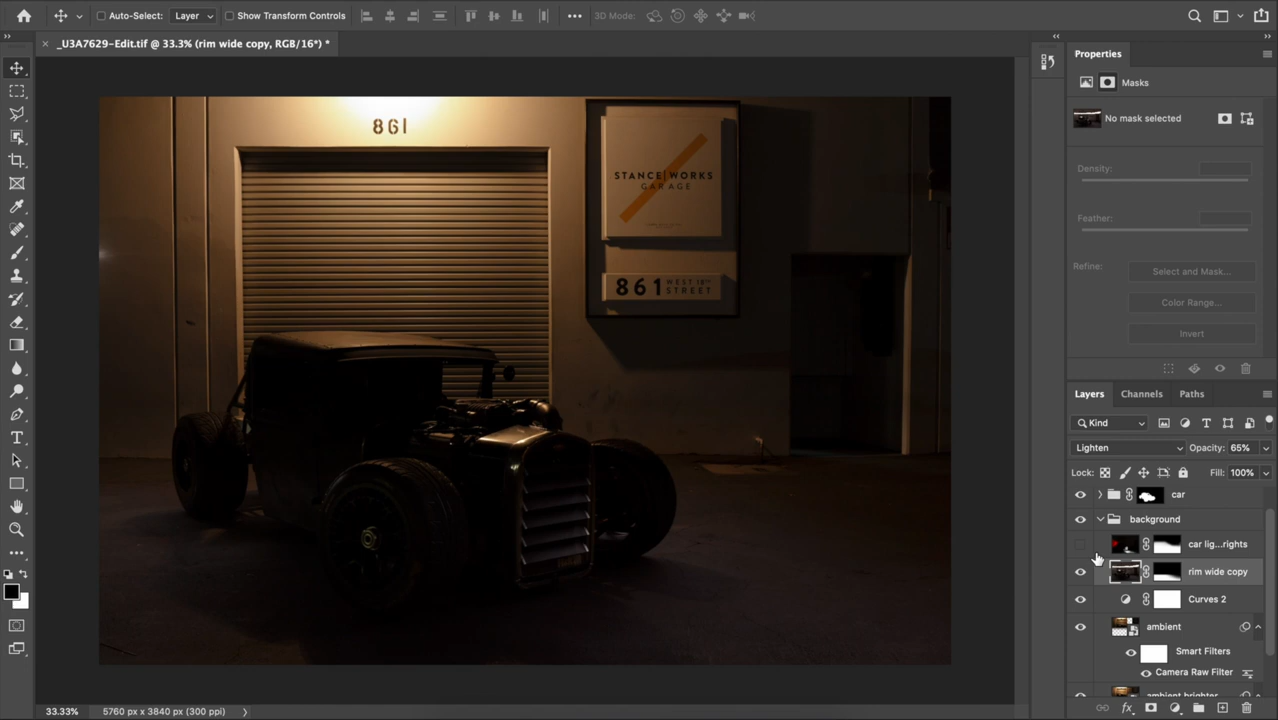 Auto-Select: Layer Show Transform Controls 3D Mode:
_U3A7629-Edit.tif @ 33.3% (rim wide copy, RGB/16*) *
Properties
Masks
No mask selected
Density:
Feather:
Refine:
Select and Mask...
Color Range...
Invert
Layers Channels Paths
Kind
Lighten Opacity: 65%
Lock: Fill: 100%
car
background
car lig...rights
rim wide copy
Curves 2
ambient
Smart Filters
Camera Raw Filter
ambient brighter
861
STANCE|WORKS
GARAGE
861 WEST 18TH
STREET
33.33% 5760 px x 3840 px (300 ppi)